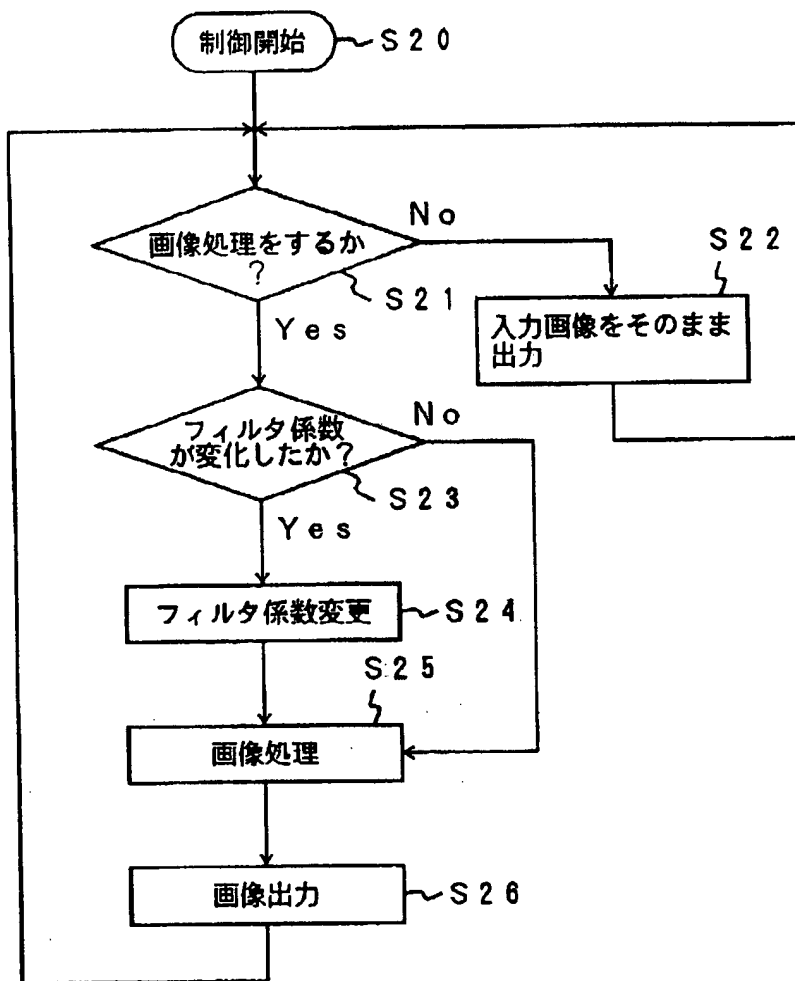 制御開始
S20
画像処理をするか
?
No
S21
Yes
S22
入力画像をそのまま
出力
フィルタ係数
が変化したか?
No
S23
Yes
フィルタ係数変更
S24
S25
画像処理
画像出力
S26